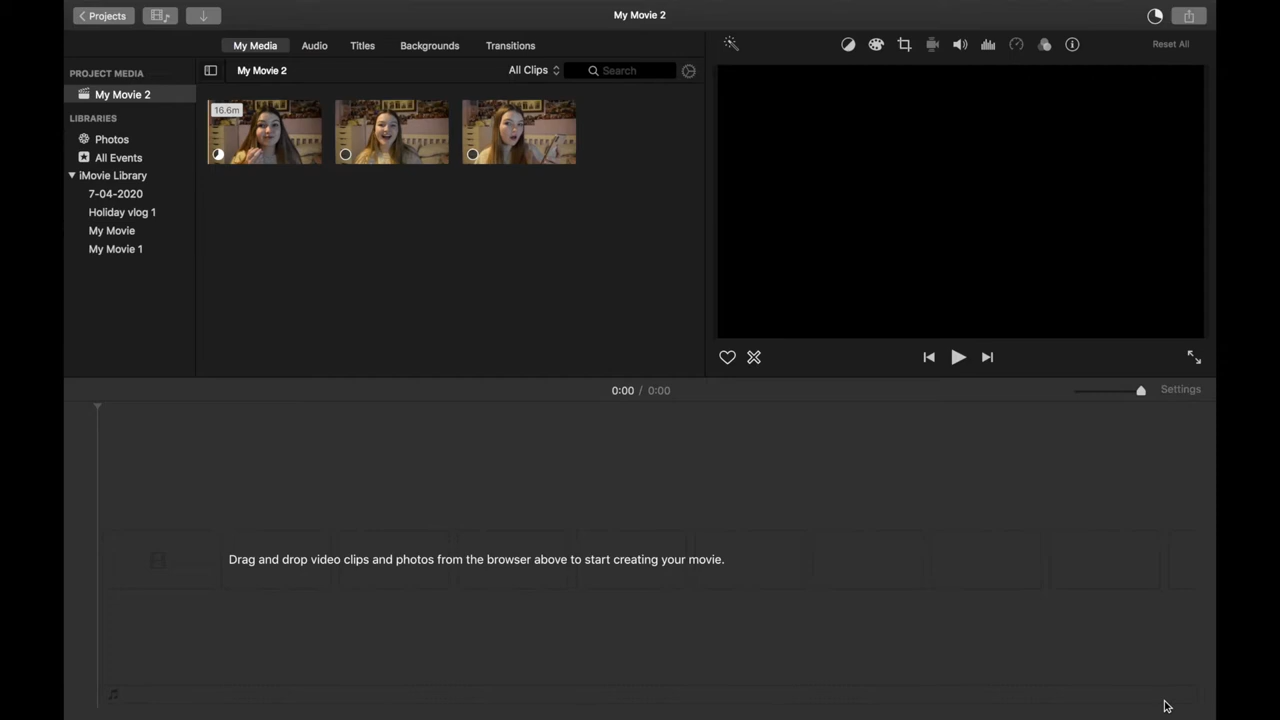 Projects
My Movie 2
My Media
Audio
Titles
Backgrounds
Transitions
Reset All
PROJECT MEDIA
My Movie 2
LIBRARIES
Photos
All Events
iMovie Library
7-04-2020
Holiday vlog 1
My Movie
My Movie 1
My Movie 2
All Clips
Search
16.6m
0:00 / 0:00
Settings
Drag and drop video clips and photos from the browser above to start creating your movie.